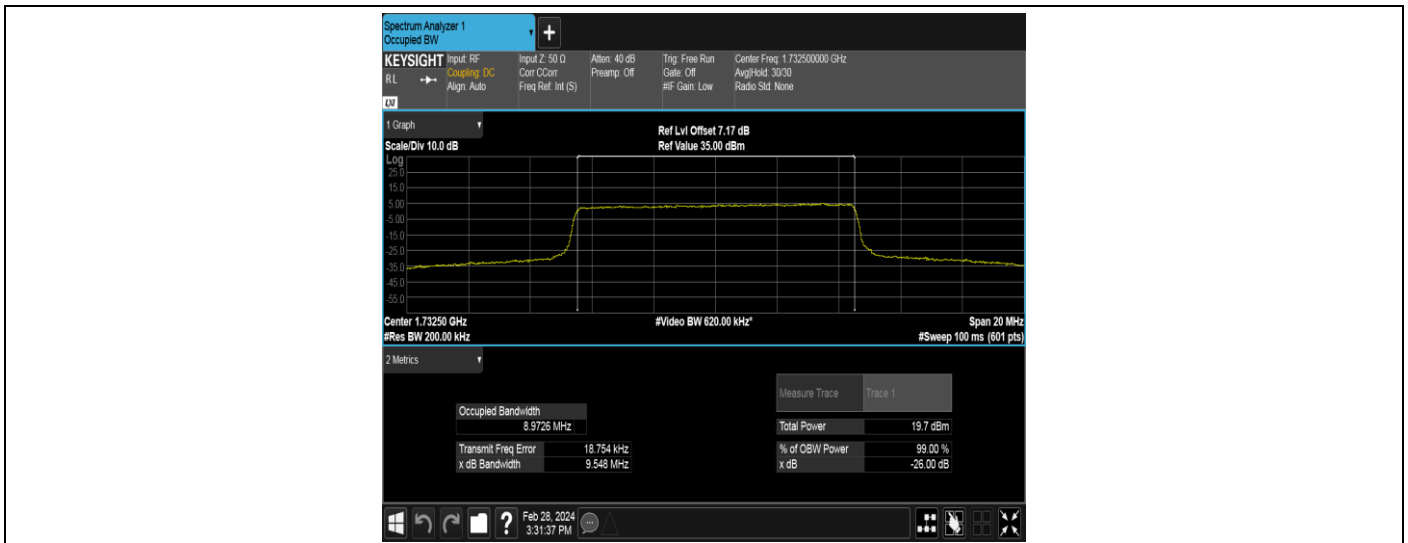 Spectrum Analyzer 1
Occupied BW
+
KEYSIGHT
RL
LXI
Input: RF
Coupling: DC
Align: Auto
Input Z: 50 Ω
Corr CCorr
Freq Ref: Int (S)
Atten: 40 dB
Preamp: Off
Trig: Free Run
Gate: Off
#IF Gain: Low
Center Freq: 1.732500000 GHz
Avg|Hold: 30/30
Radio Std: None
1 Graph
Ref Lvl Offset 7.17 dB
Scale/Div 10.0 dB
Ref Value 35.00 dBm
Log
25.0
15.0
5.00
-5.00
-15.0
-25.0
-35.0
-45.0
-55.0
Center 1.73250 GHz
#Video BW 620.00 kHz*
Span 20 MHz
#Res BW 200.00 kHz
#Sweep 100 ms (601 pts)
2 Metrics
Measure Trace
Trace 1
Occupied Bandwidth
8.9726 MHz
Total Power
19.7 dBm
Transmit Freq Error
18.754 kHz
% of OBW Power
99.00 %
x dB Bandwidth
9.548 MHz
x dB
-26.00 dB
?
Feb 28, 2024
3:31:37 PM